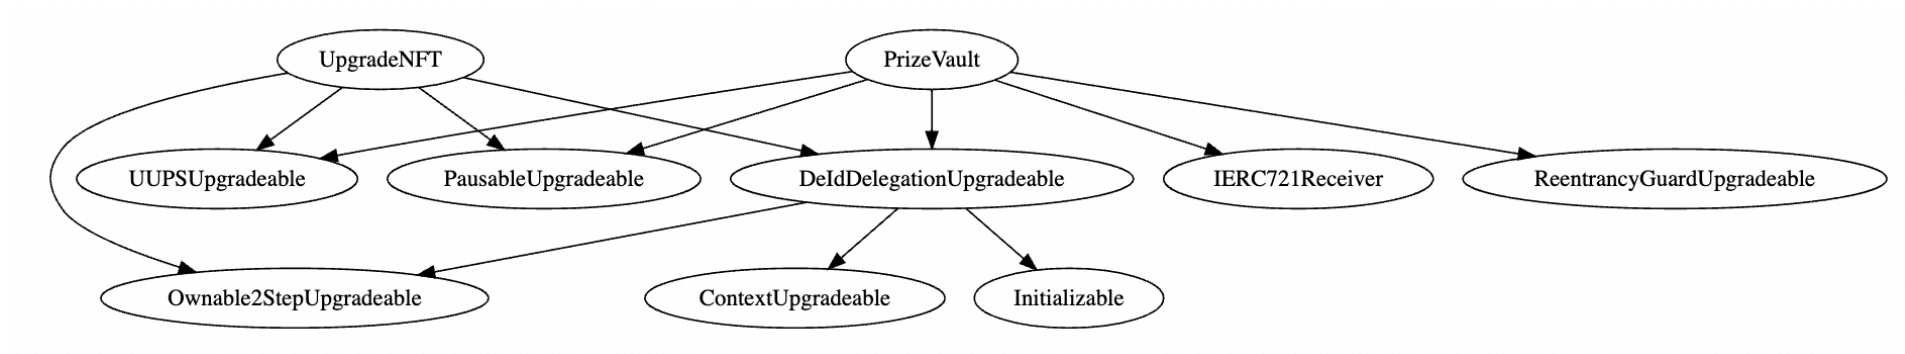 UpgradeNFT
PrizeVault
UUPSUpgradeable
PausableUpgradeable
DeIdDelegationUpgradeable
IERC721Receiver
ReentrancyGuardUpgradeable
Ownable2StepUpgradeable
ContextUpgradeable
Initializable